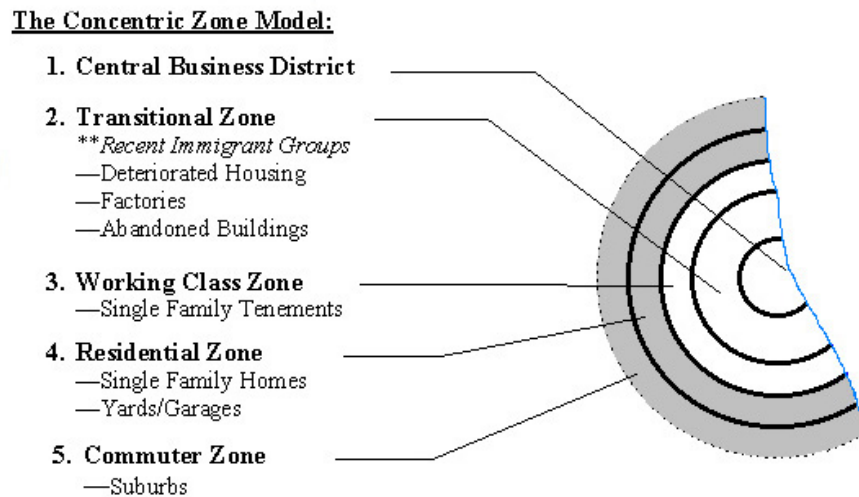 The Concentric Zone Model:
1. Central Business District
2. Transitional Zone
**Recent Immigrant Groups
—Deteriorated Housing
—Factories
—Abandoned Buildings
3. Working Class Zone
—Single Family Tenements
4. Residential Zone
—Single Family Homes
—Yards/Garages
5. Commuter Zone
—Suburbs